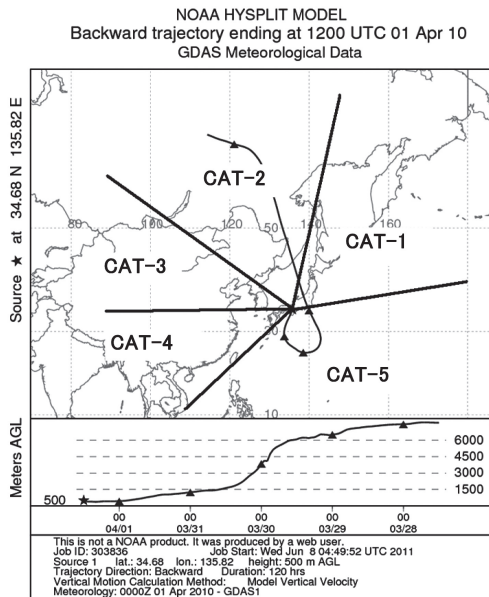 NOAA HYSPLIT MODEL
Backward trajectory ending at 1200 UTC 01 Apr 10
GDAS Meteorological Data
Source ★ at 34.68 N 135.82 E
CAT-2
80 100 120 50 160
CAT-1
CAT-3
CAT-4
CAT-5
10
Meters AGL
6000
4500
3000
1500
500
00 00 00 00 00
04/01 03/31 03/30 03/29 03/28
This is not a NOAA product. It was produced by a web user.
Job ID: 303836 Job Start: Wed Jun 8 04:49:52 UTC 2011
Source 1 lat.: 34.68 lon.: 135.82 height: 500 m AGL
Trajectory Direction: Backward Duration: 120 hrs
Vertical Motion Calculation Method: Model Vertical Velocity
Meteorology: 0000Z 01 Apr 2010 - GDAS1